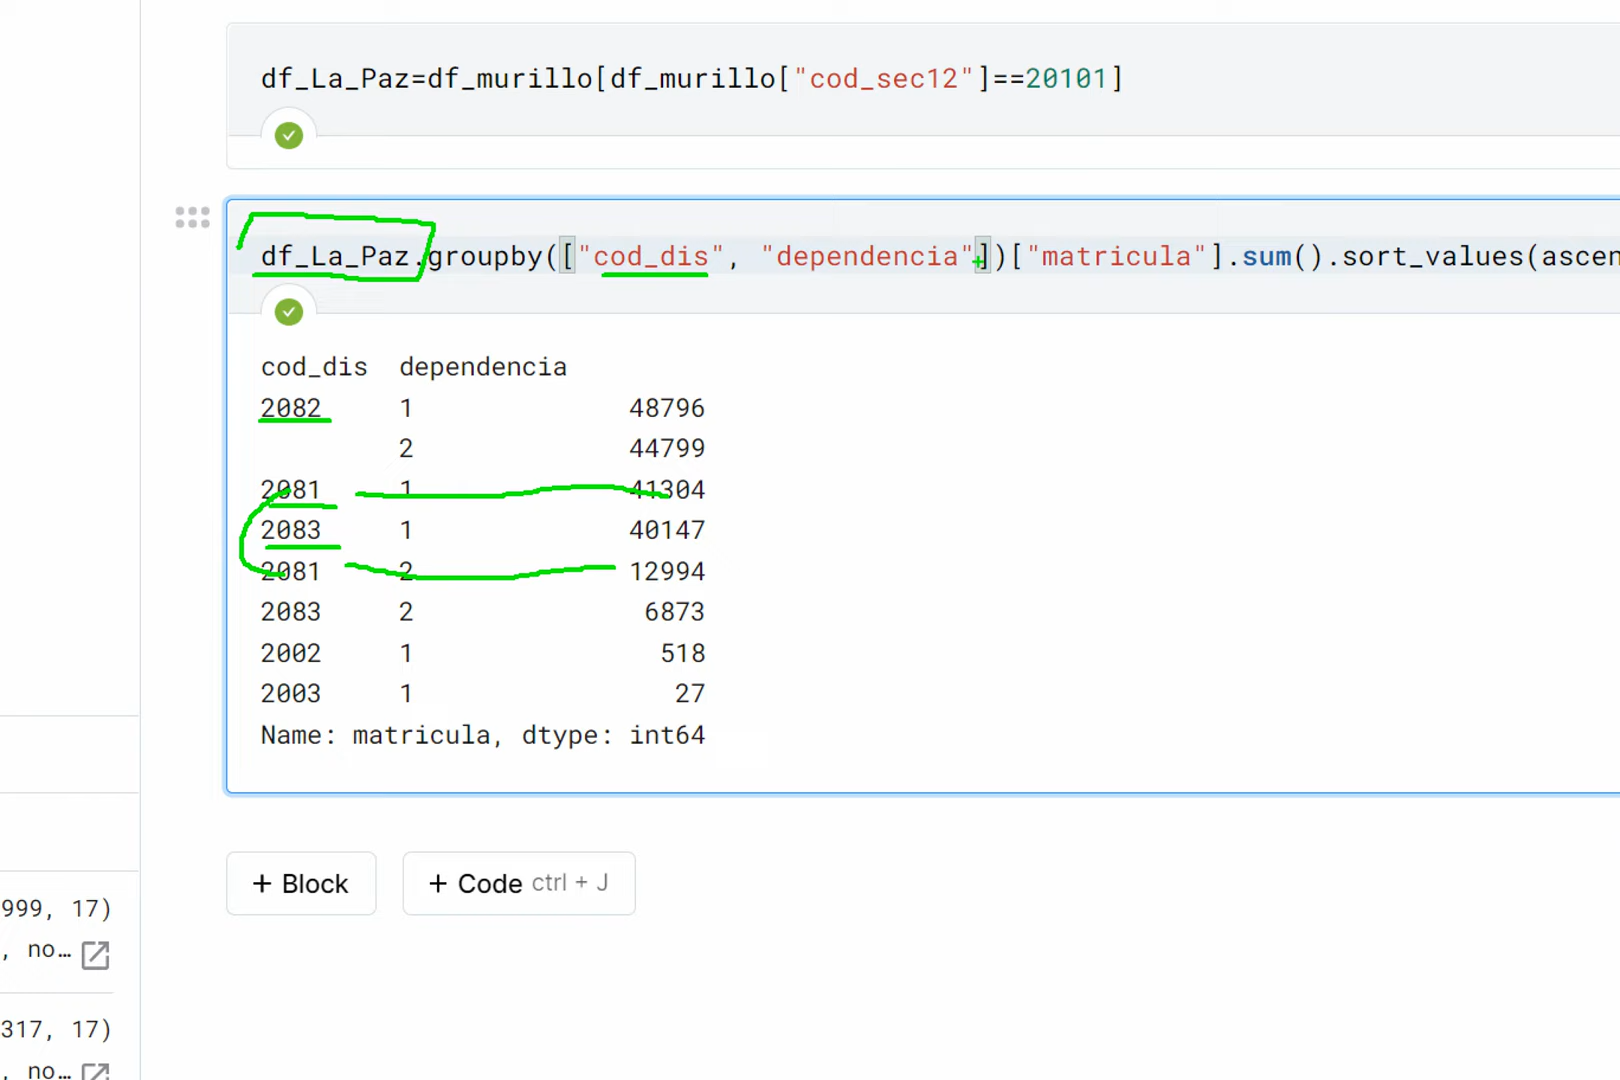 df_La_Paz=df_murillo[df_murillo["cod_sec12"]==20101]
df_La_Paz.groupby(["cod_dis", "dependencia"])["matricula"].sum().sort_values(ascen
cod_dis dependencia
2082 1 48796
2 44799
2081 1 41304
2083 1 40147
2081 2 12994
2083 2 6873
2002 1 518
2003 1 27
Name: matricula, dtype: int64
+ Block
+ Code ctrl + J
999, 17)
, no…
317, 17)
, no…